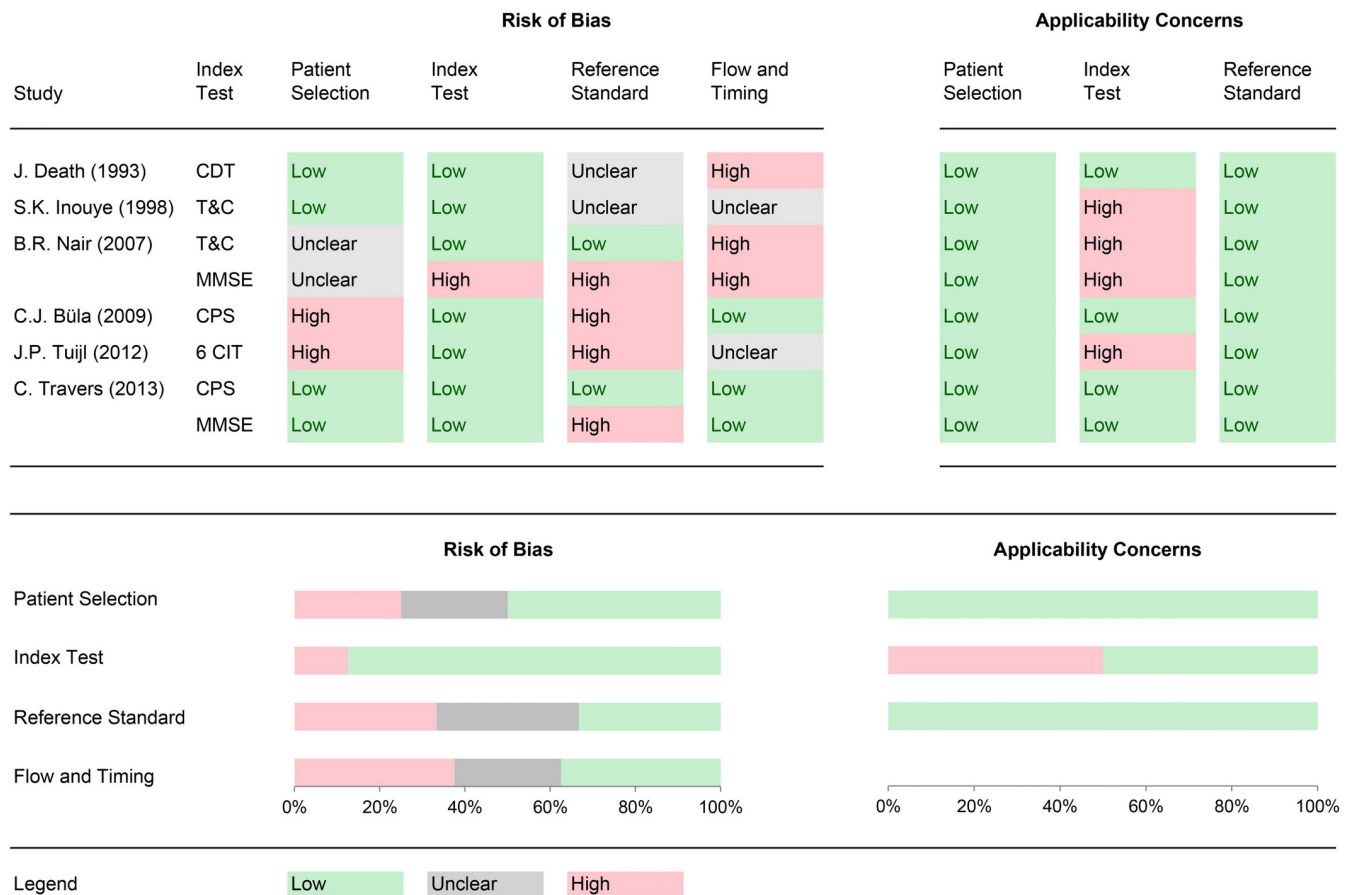 Risk of Bias Applicability Concerns
Index Patient Index Reference Flow and Patient Index Reference
Study Test Selection Test Standard Timing Selection Test Standard
J. Death (1993) CDT Low Low Unclear High Low Low Low
S.K. Inouye (1998) T&C Low Low Unclear Unclear Low High Low
B.R. Nair (2007) T&C Unclear Low Low High Low High Low
MMSE Unclear High High High Low High Low
C.J. Büla (2009) CPS High Low High Low Low Low Low
J.P. Tuijl (2012) 6 CIT High Low High Unclear Low High Low
C. Travers (2013) CPS Low Low Low Low Low Low Low
MMSE Low Low High Low Low Low Low
Risk of Bias Applicability Concerns
Patient Selection
Index Test
Reference Standard
Flow and Timing
0% 20% 40% 60% 80% 100% 0% 20% 40% 60% 80% 100%
Legend Low Unclear High